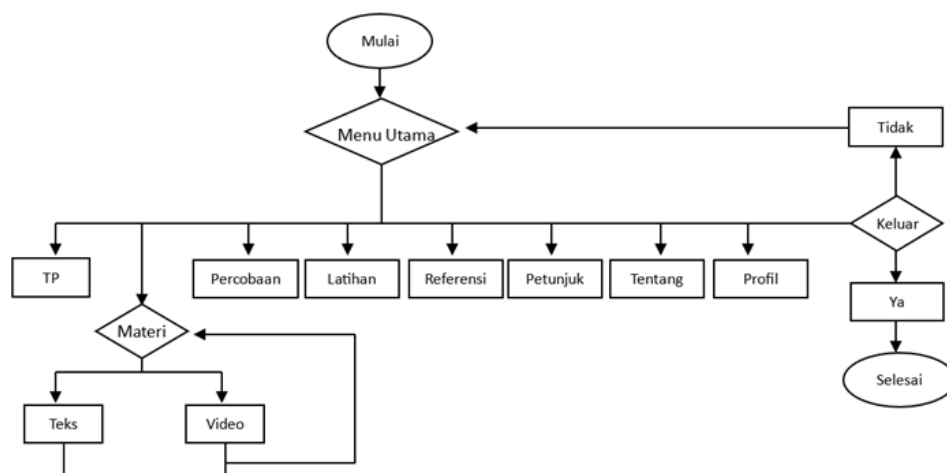 Mulai
Menu Utama
Tidak
Keluar
TP
Percobaan
Latihan
Referensi
Petunjuk
Tentang
Profil
Ya
Materi
Selesai
Teks
Video